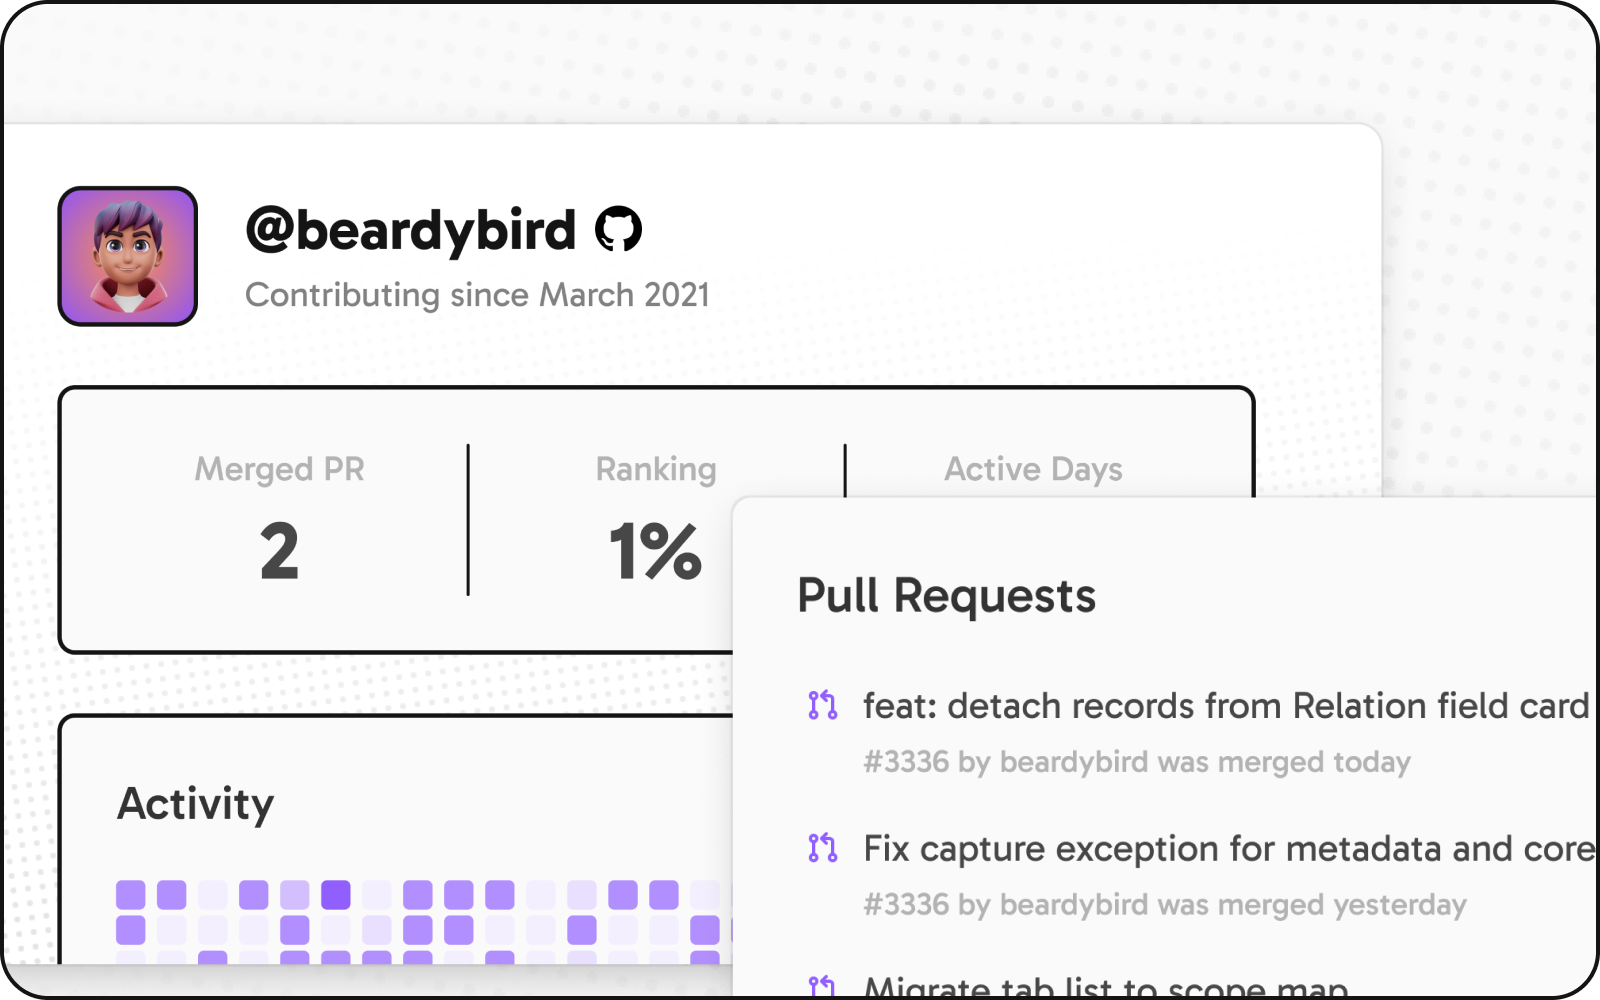 @beardybird
Contributing since March 2021
Merged PR
2
Ranking
1%
Active Days
Activity
Pull Requests
feat: detach records from Relation field card
#3336 by beardybird was merged today
Fix capture exception for metadata and core
#3336 by beardybird was merged yesterday
Migrate tab list to scope map